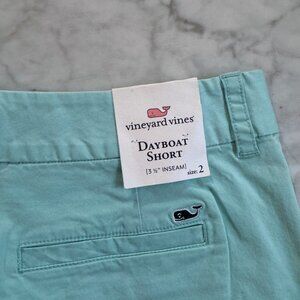 vineyard vines®
DAYBOAT
SHORT
[3 ½" INSEAM]
size: 2